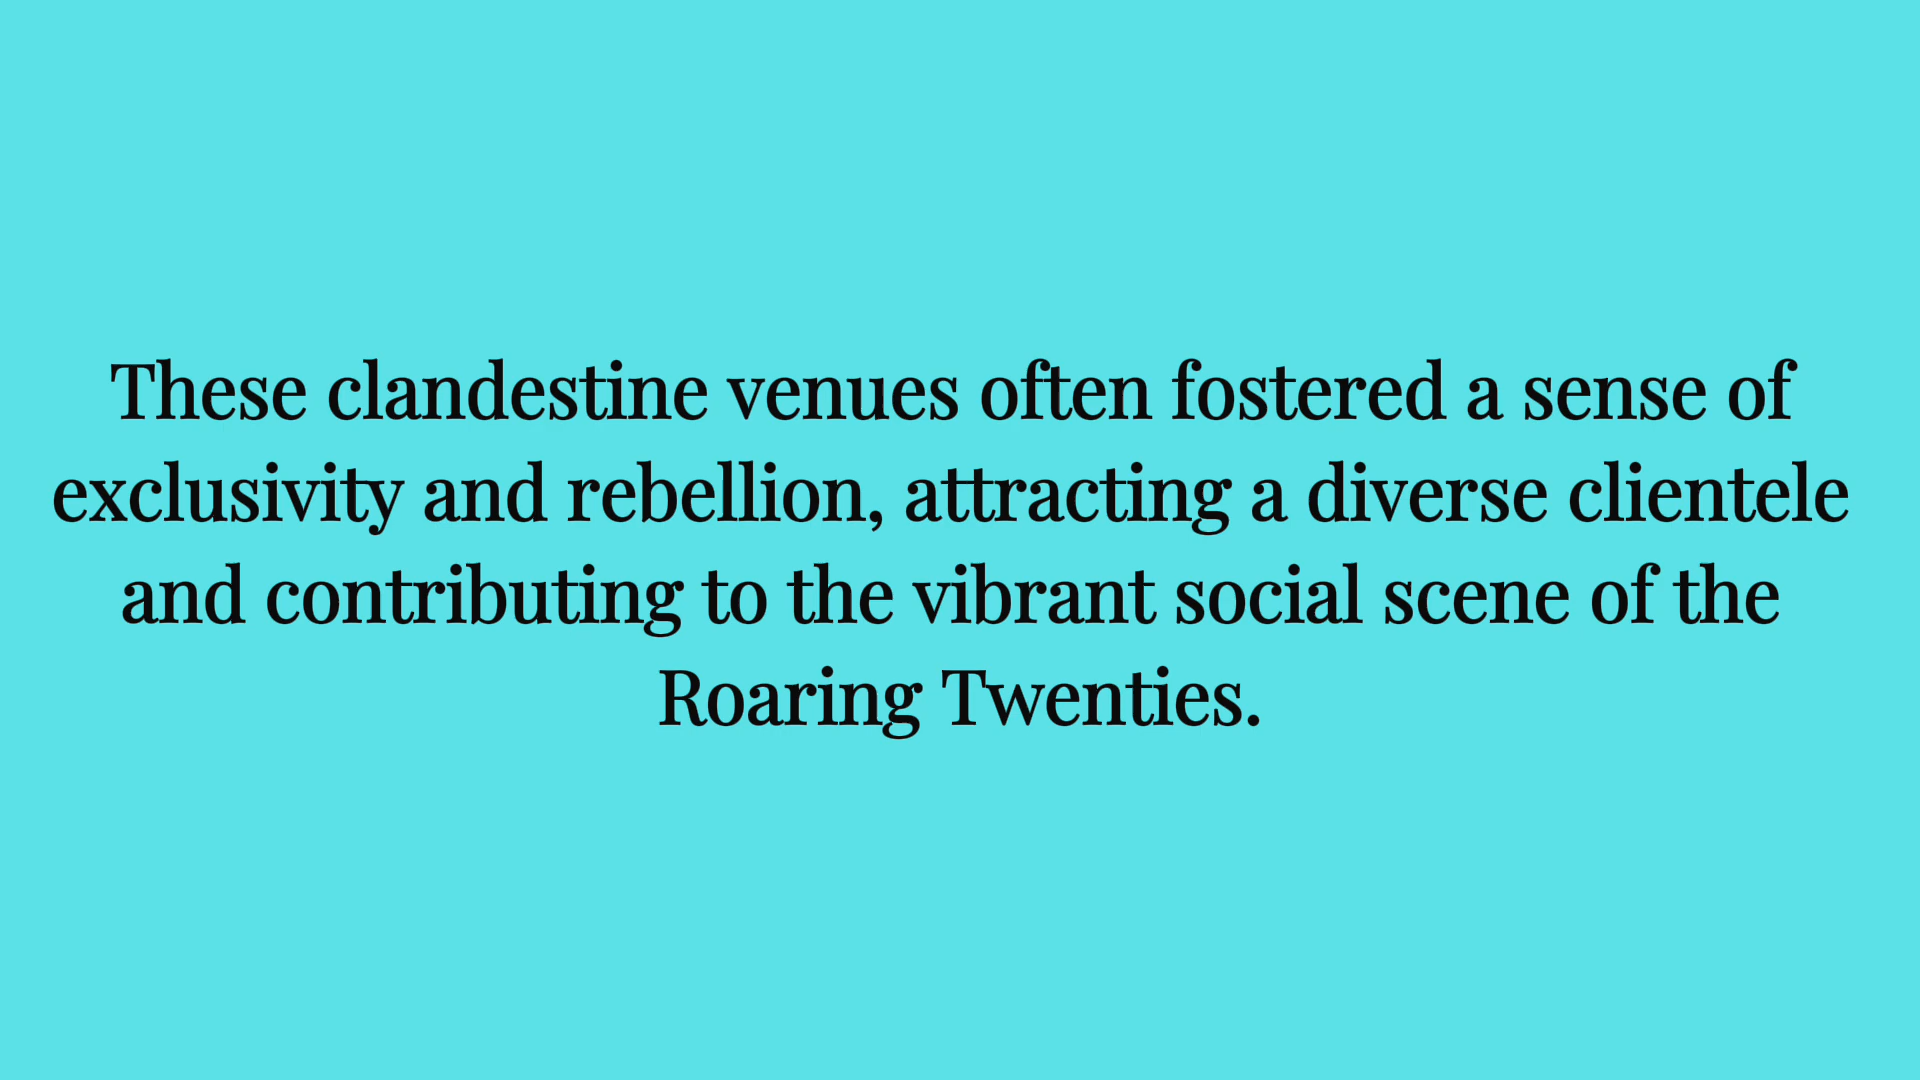 These clandestine venues often fostered a sense of
exclusivity and rebellion, attracting a diverse clientele
and contributing to the vibrant social scene of the
Roaring Twenties.